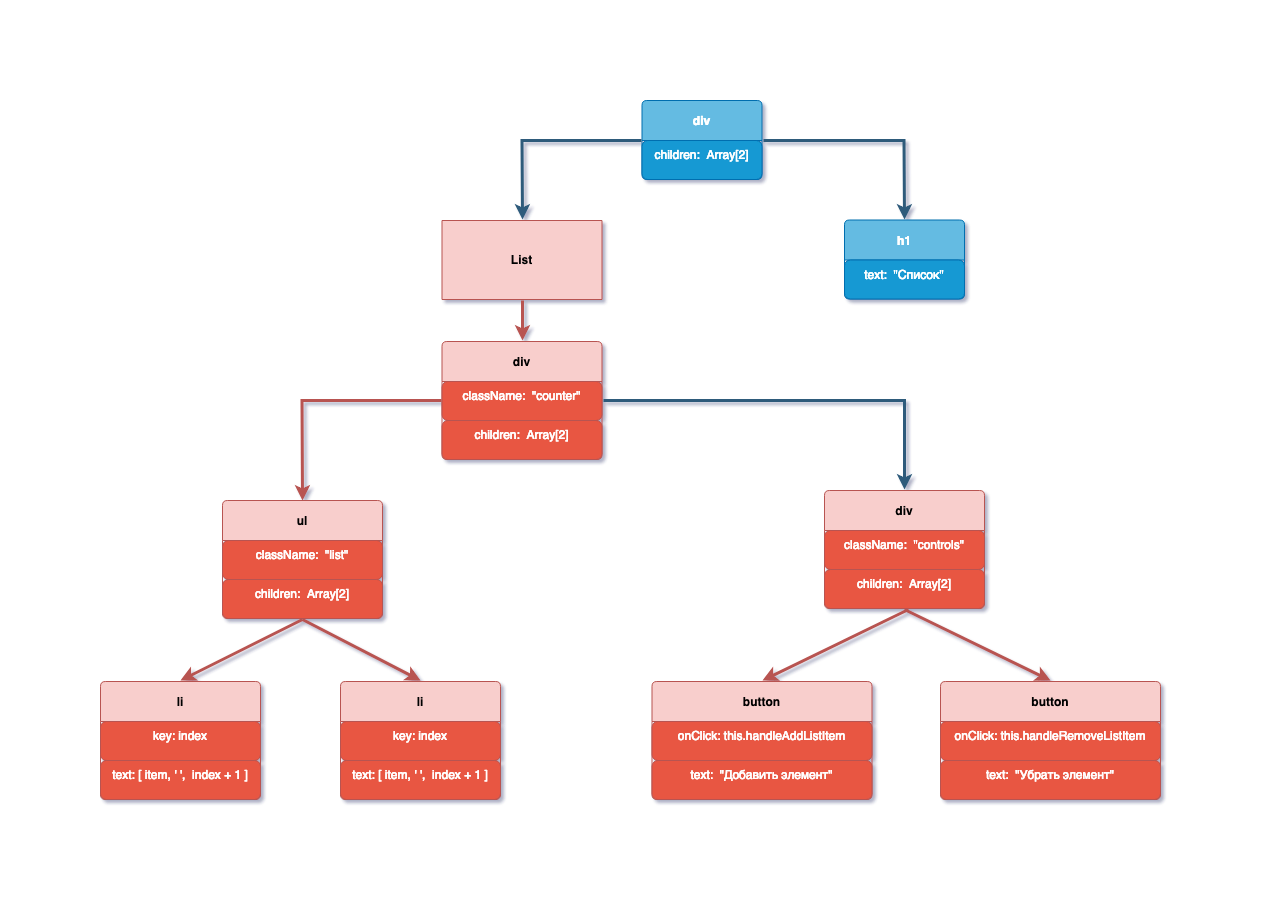 div
children: Array[2]
List
h1
text: "Список"
div
className: "counter"
children: Array[2]
ul
className: "list"
children: Array[2]
div
className: "controls"
children: Array[2]
li
key: index
text: [ item, ' ', index + 1 ]
li
key: index
text: [ item, ' ', index + 1 ]
button
onClick: this.handleAddListItem
text: "Добавить элемент"
button
onClick: this.handleRemoveListItem
text: "Убрать элемент"